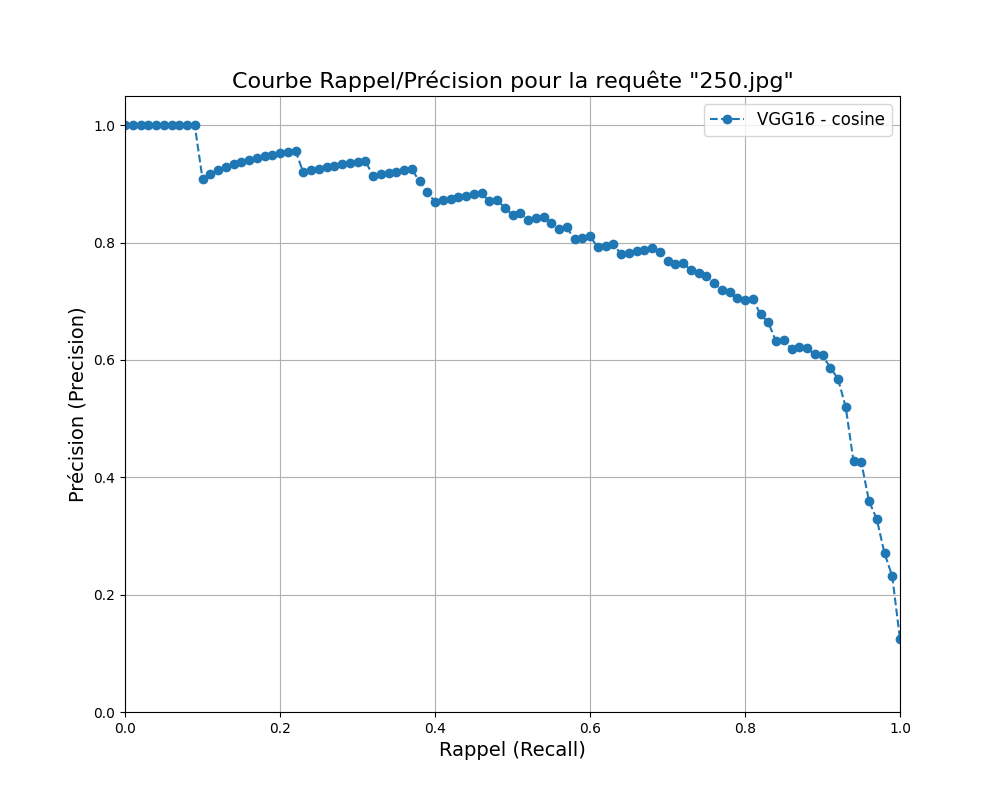 Courbe Rappel/Précision pour la requête "250.jpg"
VGG16 - cosine
1.0
0.8
0.6
0.4
0.2
0.0
Précision (Precision)
0.0 0.2 0.4 0.6 0.8 1.0
Rappel (Recall)